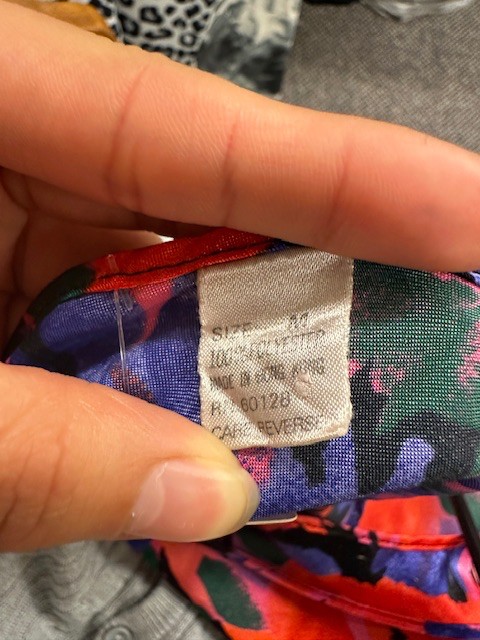 SIZE
100% POLYESTER
MADE IN HONG KONG
60128
CARE REVERSE